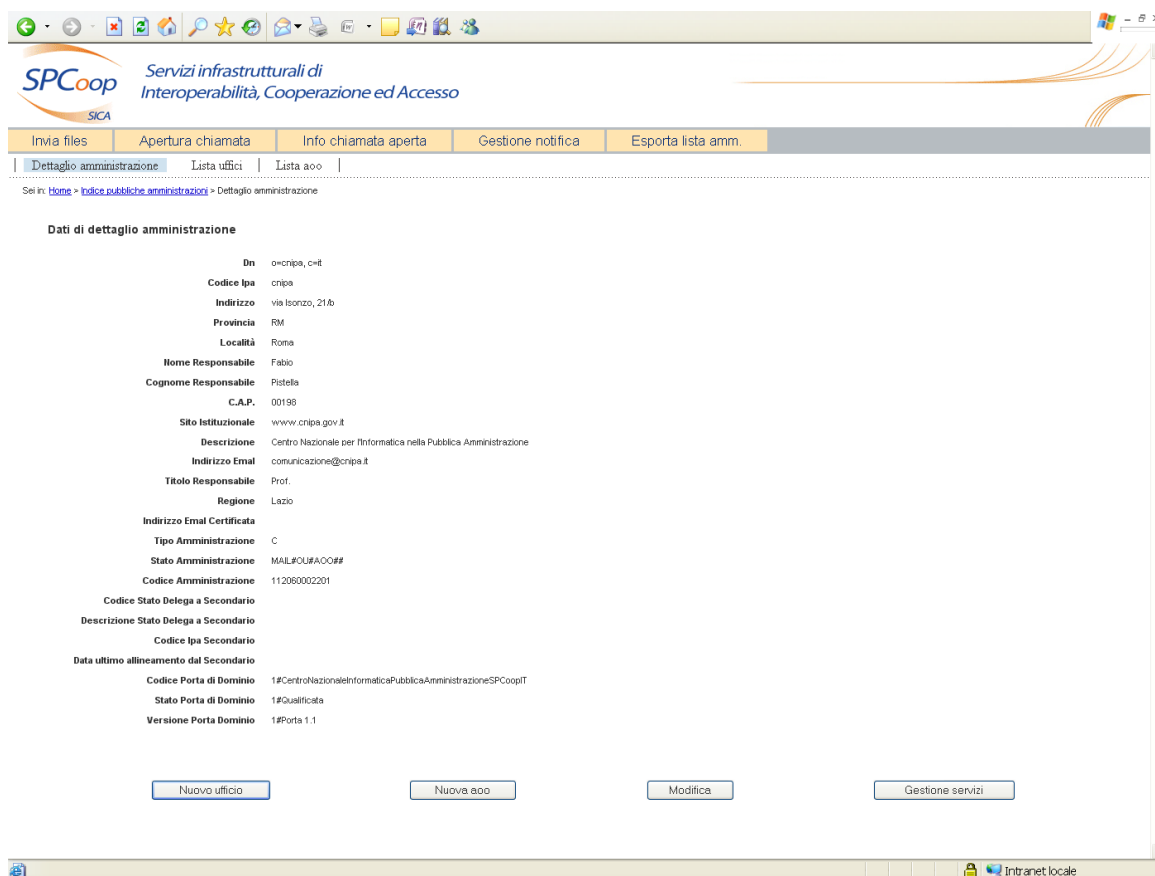 SPCoop
SICA
Servizi infrastrutturali di
Interoperabilità, Cooperazione ed Accesso
Invia files Apertura chiamata Info chiamata aperta Gestione notifica Esporta lista amm.
Dettaglio amministrazione Lista uffici Lista aoo
Sei in: Home > Indice pubbliche amministrazioni > Dettaglio amministrazione
Dati di dettaglio amministrazione
Dn o=cnipa, c=it
Codice Ipa cnipa
Indirizzo via Isonzo, 21/b
Provincia RM
Località Roma
Nome Responsabile Fabio
Cognome Responsabile Pistella
C.A.P. 00198
Sito Istituzionale www.cnipa.gov.it
Descrizione Centro Nazionale per l'Informatica nella Pubblica Amministrazione
Indirizzo Email comunicazione@cnipa.it
Titolo Responsabile Prof.
Regione Lazio
Indirizzo Email Certificata
Tipo Amministrazione C
Stato Amministrazione MAIL#OU#AOO##
Codice Amministrazione 112060002201
Codice Stato Delega a Secondario
Descrizione Stato Delega a Secondario
Codice Ipa Secondario
Data ultimo allineamento dal Secondario
Codice Porta di Dominio 1#CentroNazionaleInformaticaPubblicaAmministrazioneSPCoopIT
Stato Porta di Dominio 1#Qualificata
Versione Porta Dominio 1#Porta 1.1
Nuovo ufficio Nuova aoo Modifica Gestione servizi
Intranet locale